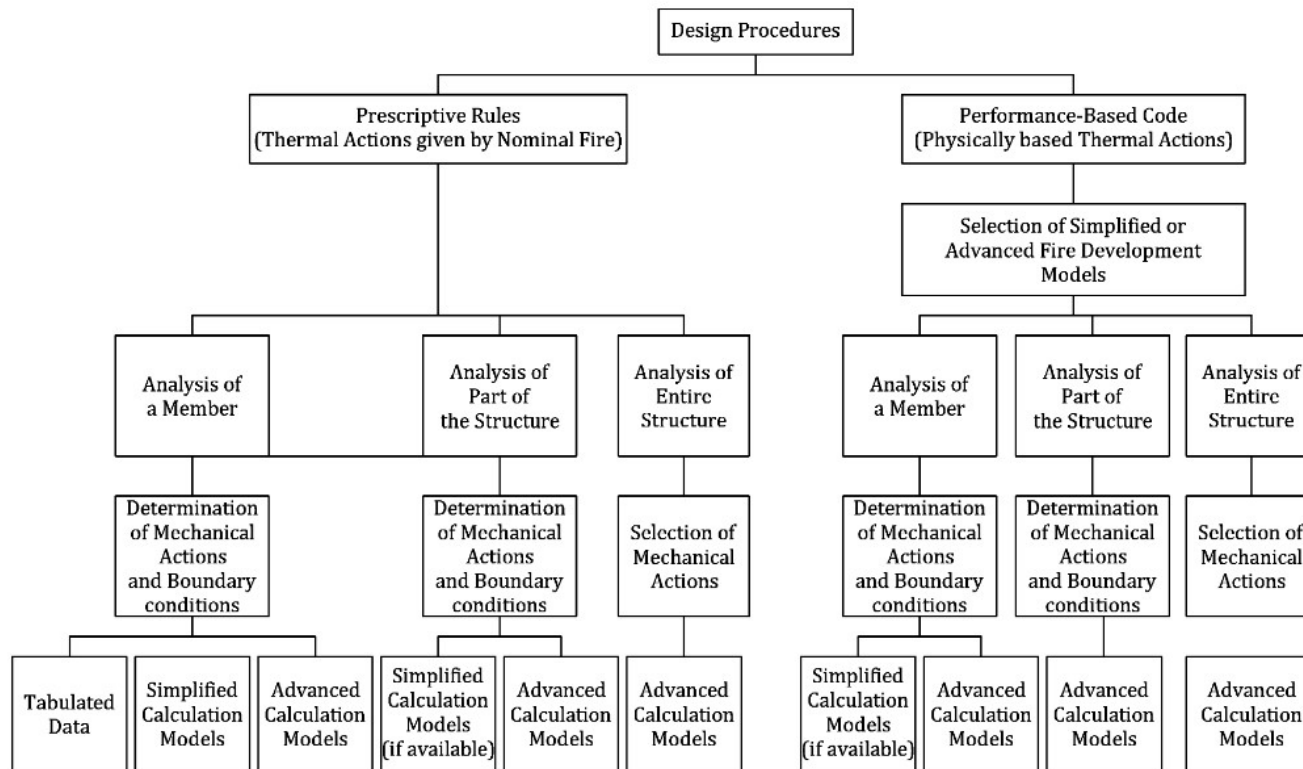 Design Procedures
Prescriptive Rules
(Thermal Actions given by Nominal Fire)
Performance-Based Code
(Physically based Thermal Actions)
Selection of Simplified or
Advanced Fire Development
Models
Analysis of
a Member
Analysis of
Part of
the Structure
Analysis of
Entire
Structure
Analysis of
a Member
Analysis of
Part of
the Structure
Analysis of
Entire
Structure
Determination
of Mechanical
Actions
and Boundary
conditions
Determination
of Mechanical
Actions
and Boundary
conditions
Selection of
Mechanical
Actions
Determination
of Mechanical
Actions
and Boundary
conditions
Determination
of Mechanical
Actions
and Boundary
conditions
Selection of
Mechanical
Actions
Tabulated
Data
Simplified
Calculation
Models
Advanced
Calculation
Models
Simplified
Calculation
Models
(if available)
Advanced
Calculation
Models
Advanced
Calculation
Models
Simplified
Calculation
Models
(if available)
Advanced
Calculation
Models
Advanced
Calculation
Models
Advanced
Calculation
Models